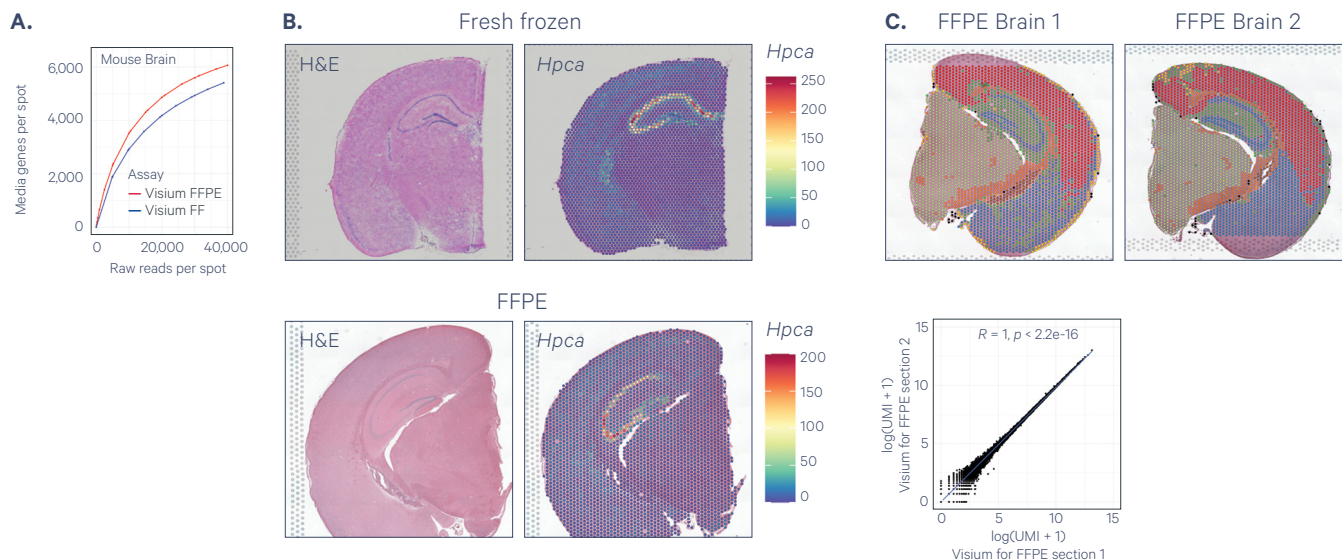 A.
Mouse Brain
Media genes per spot
6,000
4,000
2,000
0
Assay
Visium FFPE
Visium FF
0
20,000
40,000
Raw reads per spot
B.
Fresh frozen
H&E
Hpca
Hpca
250
200
150
100
50
0
FFPE
H&E
Hpca
Hpca
200
150
100
50
0
C.
FFPE Brain 1
FFPE Brain 2
R = 1, p < 2.2e-16
log(UMI + 1)
Visium for FFPE section 2
15
10
5
0
0
5
10
15
log(UMI + 1)
Visium for FFPE section 1